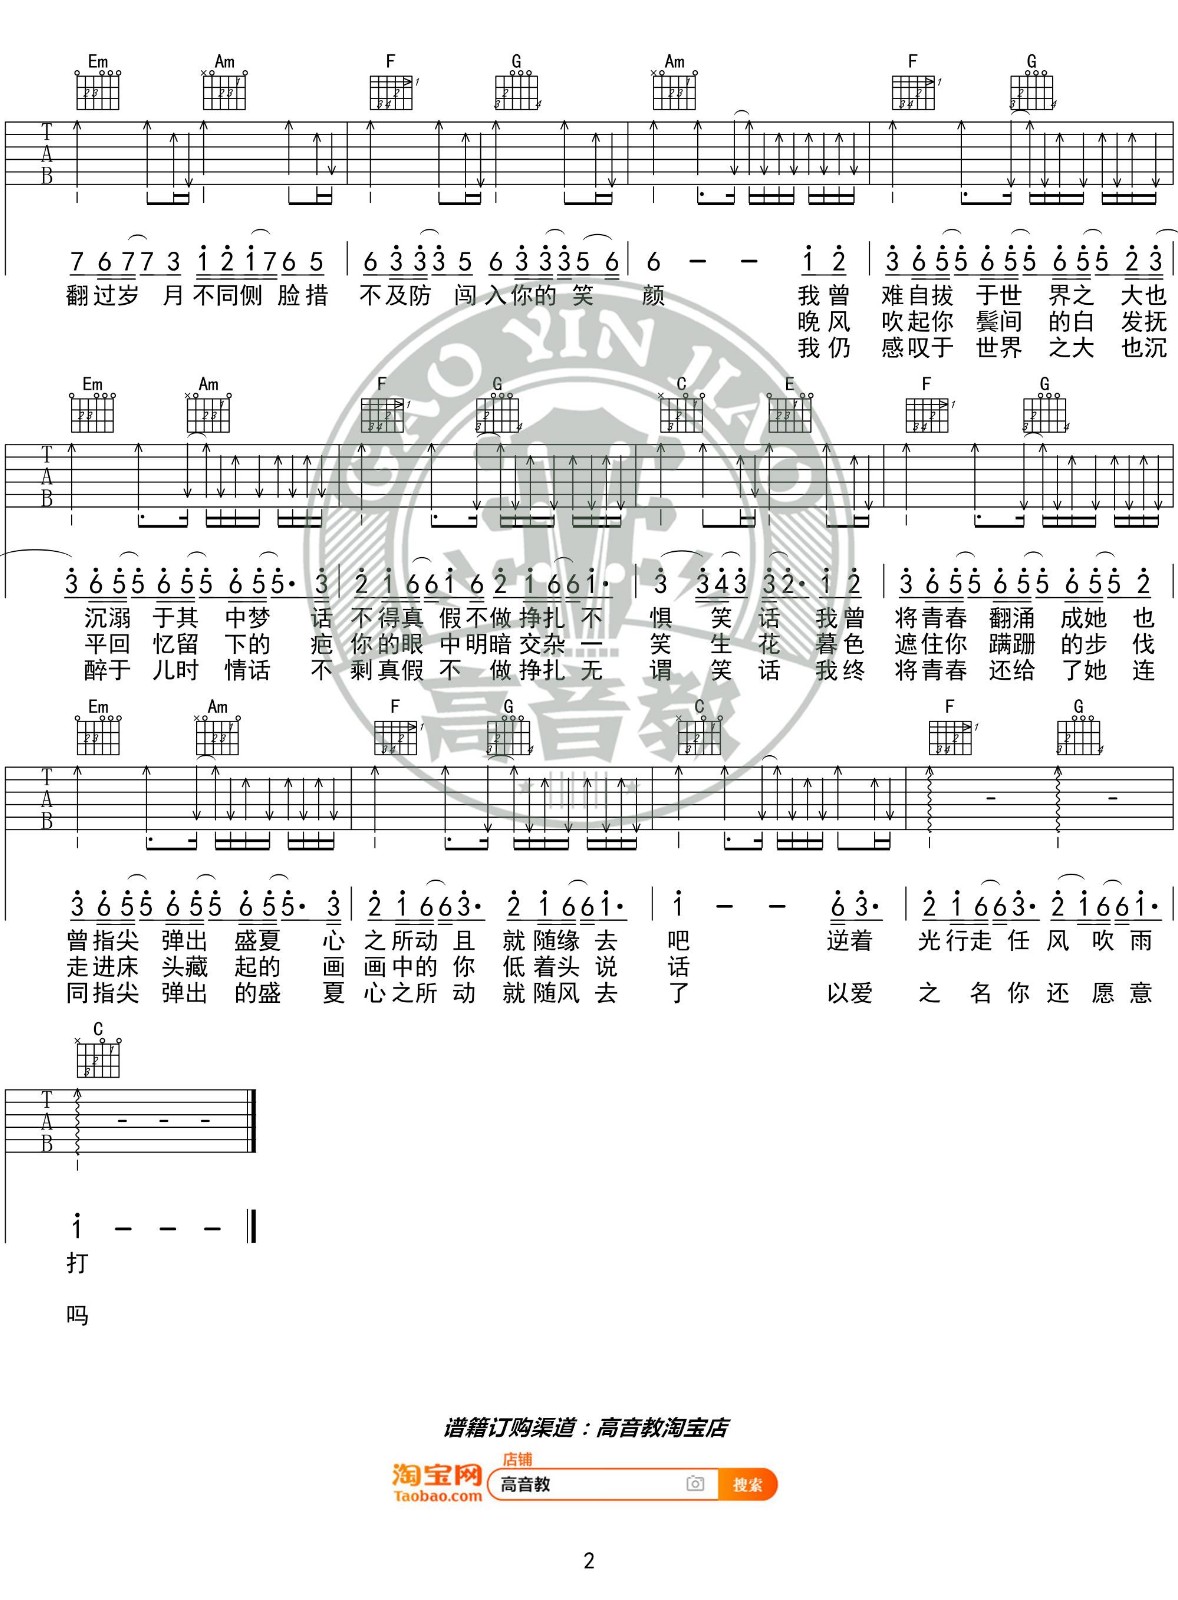 Em Am F G Am F G
T A B
7 6 7 7 3 1 2 1 7 6 5 6 3 3 3 5 6 3 3 3 5 6 6 － － 1 2 3 6 5 5 6 5 5 6 5 5 2 3
翻过岁 月不同侧 脸措 不及防 闯入你的笑 颜 我曾 难自拔 于世 界之 大也
晚风 吹起你 鬓间 的白 发抚
我仍 感叹于 世界 之大 也沉
Em Am F G C E F G
T A B
3 6 5 5 6 5 5 6 5 5· 3 2 1 6 6 1 6 2 1 6 6 1· 3 3 4 3 3 2· 1 2 3 6 5 5 6 5 5 6 5 5 2
沉溺 于其 中梦 话 不得真 假不做挣扎不 惧 笑 话 我曾 将青春 翻涌 成她 也
平回 忆留 下的 疤 你的眼 中明暗交杂一 笑 生 花 暮色 遮住你 蹒跚 的步 伐
醉于 儿时 情话 不 剩真假 不 做挣扎无 谓 笑 话 我终 将青春 还给 了她 连
Em Am F G C F G
T A B
3 6 5 5 6 5 5 6 5 5· 3 2 1 6 6 3· 2 1 6 6 1· 1 － － 6 3· 2 1 6 6 3· 2 1 6 6 1·
曾指尖 弹出 盛夏 心 之所动 且 就随缘去 吧 逆着 光行走 任 风吹雨
走进床 头藏 起的 画 画中的 你 低着头说 话
同指尖 弹出 的盛 夏 心之所 动 就随风去 了 以爱 之 名你 还 愿意
C
T A B
1 － － －
打
吗
谱籍订购渠道：高音教淘宝店
店铺
淘宝网 高音教 搜索
Taobao.com
2
GAO YIN JIAO
高音教